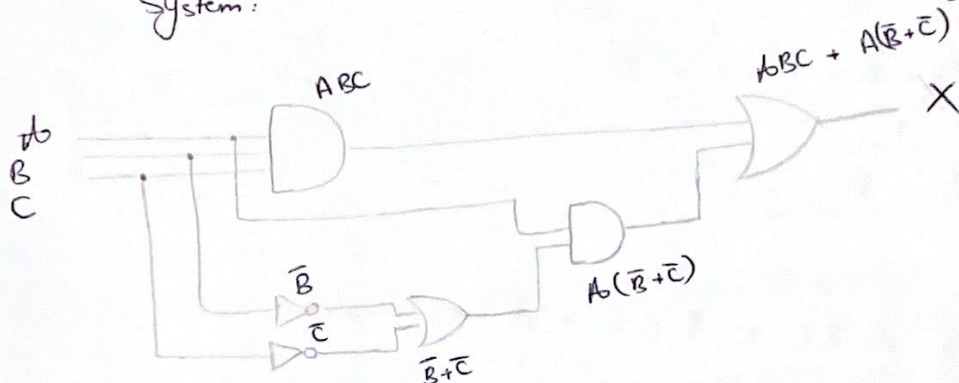 System:
ABC
ABC + A(B̅+C̅)
X
A
B
C
A(B̅+C̅)
B̅
C̅
B̅+C̅